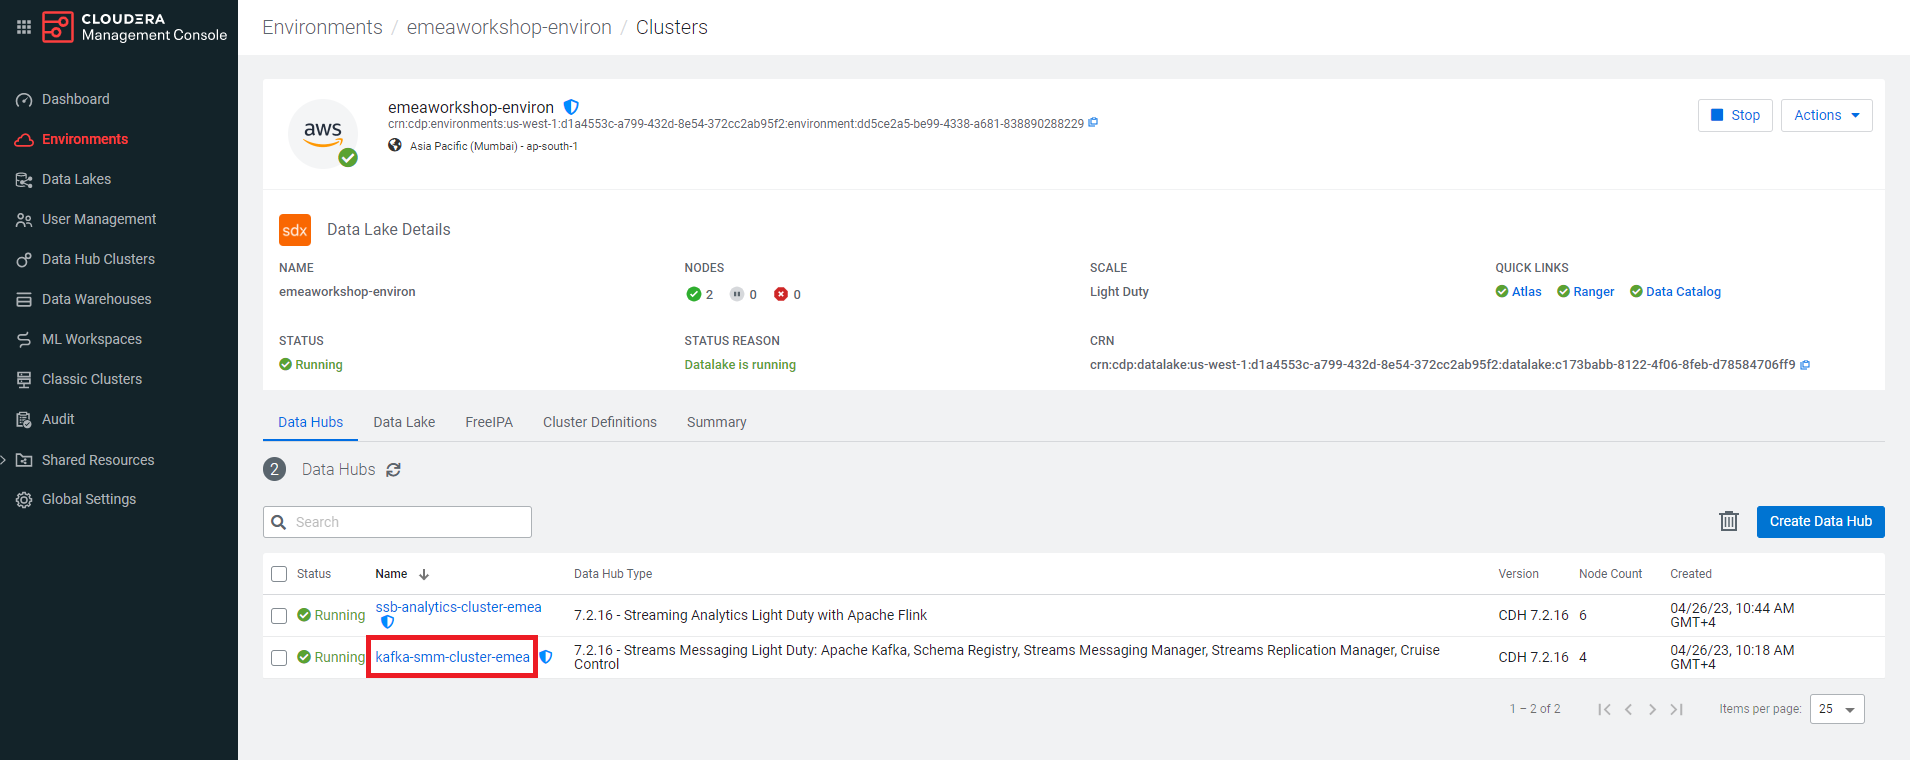 CLOUDERA
Management Console
Dashboard
Environments
Data Lakes
User Management
Data Hub Clusters
Data Warehouses
ML Workspaces
Classic Clusters
Audit
Shared Resources
Global Settings
Environments / emeaworkshop-environ / Clusters
aws
emeaworkshop-environ
crn:cdp:environments:us-west-1:d1a4553c-a799-432d-8e54-372cc2ab95f2:environment:dd5ce2a5-be99-4338-a681-838890288229
Asia Pacific (Mumbai) - ap-south-1
Stop
Actions
sdx
Data Lake Details
NAME NODES SCALE QUICK LINKS
emeaworkshop-environ 2 0 0 Light Duty Atlas Ranger Data Catalog
STATUS STATUS REASON CRN
Running Datalake is running crn:cdp:datalake:us-west-1:d1a4553c-a799-432d-8e54-372cc2ab95f2:datalake:c173babb-8122-4f06-8feb-d78584706ff9
Data Hubs Data Lake FreeIPA Cluster Definitions Summary
2 Data Hubs
Search
Create Data Hub
Status Name Data Hub Type Version Node Count Created
Running ssb-analytics-cluster-emea 7.2.16 - Streaming Analytics Light Duty with Apache Flink CDH 7.2.16 6 04/26/23, 10:44 AM
GMT+4
Running kafka-smm-cluster-emea 7.2.16 - Streams Messaging Light Duty: Apache Kafka, Schema Registry, Streams Messaging Manager, Streams Replication Manager, Cruise
Control CDH 7.2.16 4 04/26/23, 10:18 AM
GMT+4
1 – 2 of 2
Items per page: 25